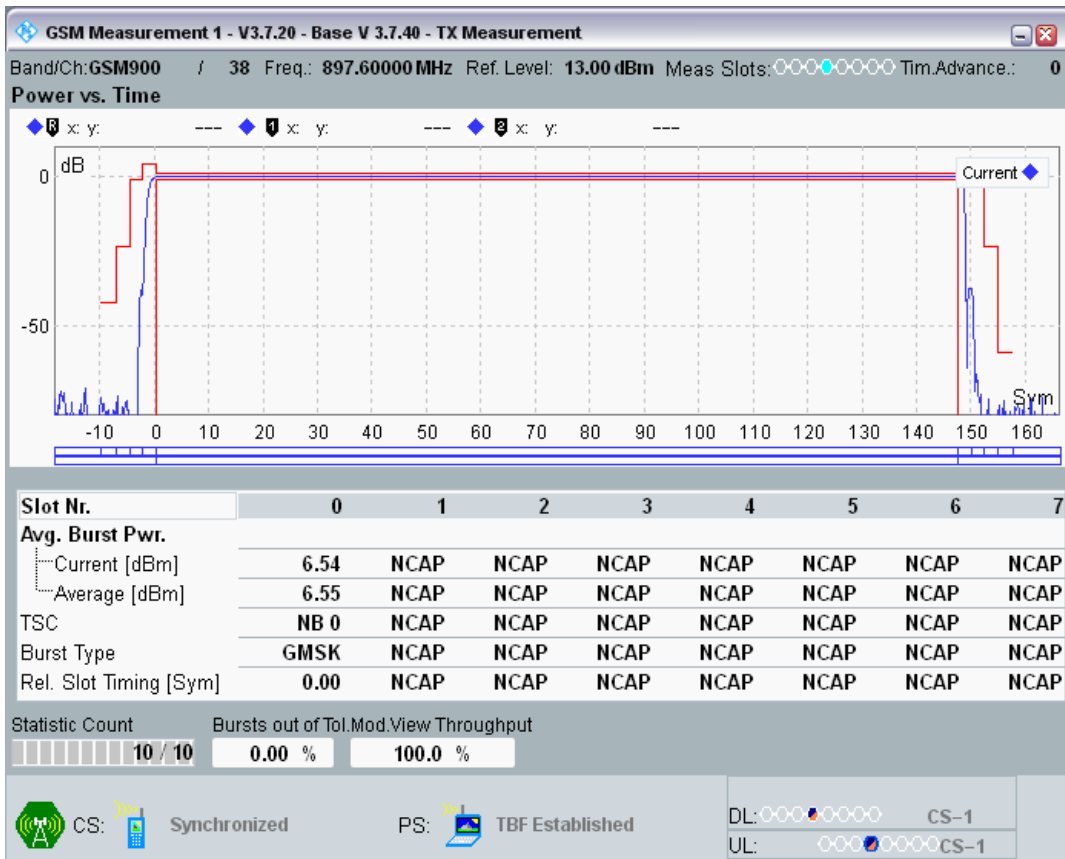 GSM Measurement 1 - V3.7.20 - Base V 3.7.40 - TX Measurement
Band/Ch:GSM900 / 38 Freq.: 897.60000 MHz Ref. Level: 13.00 dBm Meas Slots: Tim.Advance.: 0
Power vs. Time
R x: y: --- 1 x: y: --- 2 x: y: ---
dB
Current
0
-50
Sym
-10 0 10 20 30 40 50 60 70 80 90 100 110 120 130 140 150 160
Slot Nr. 0 1 2 3 4 5 6 7
Avg. Burst Pwr.
Current [dBm] 6.54 NCAP NCAP NCAP NCAP NCAP NCAP NCAP
Average [dBm] 6.55 NCAP NCAP NCAP NCAP NCAP NCAP NCAP
TSC NB 0 NCAP NCAP NCAP NCAP NCAP NCAP NCAP
Burst Type GMSK NCAP NCAP NCAP NCAP NCAP NCAP NCAP
Rel. Slot Timing [Sym] 0.00 NCAP NCAP NCAP NCAP NCAP NCAP NCAP
Statistic Count Bursts out of Tol.Mod.View Throughput
10 / 10 0.00 % 100.0 %
CS: Synchronized PS: TBF Established
DL: CS-1
UL: CS-1